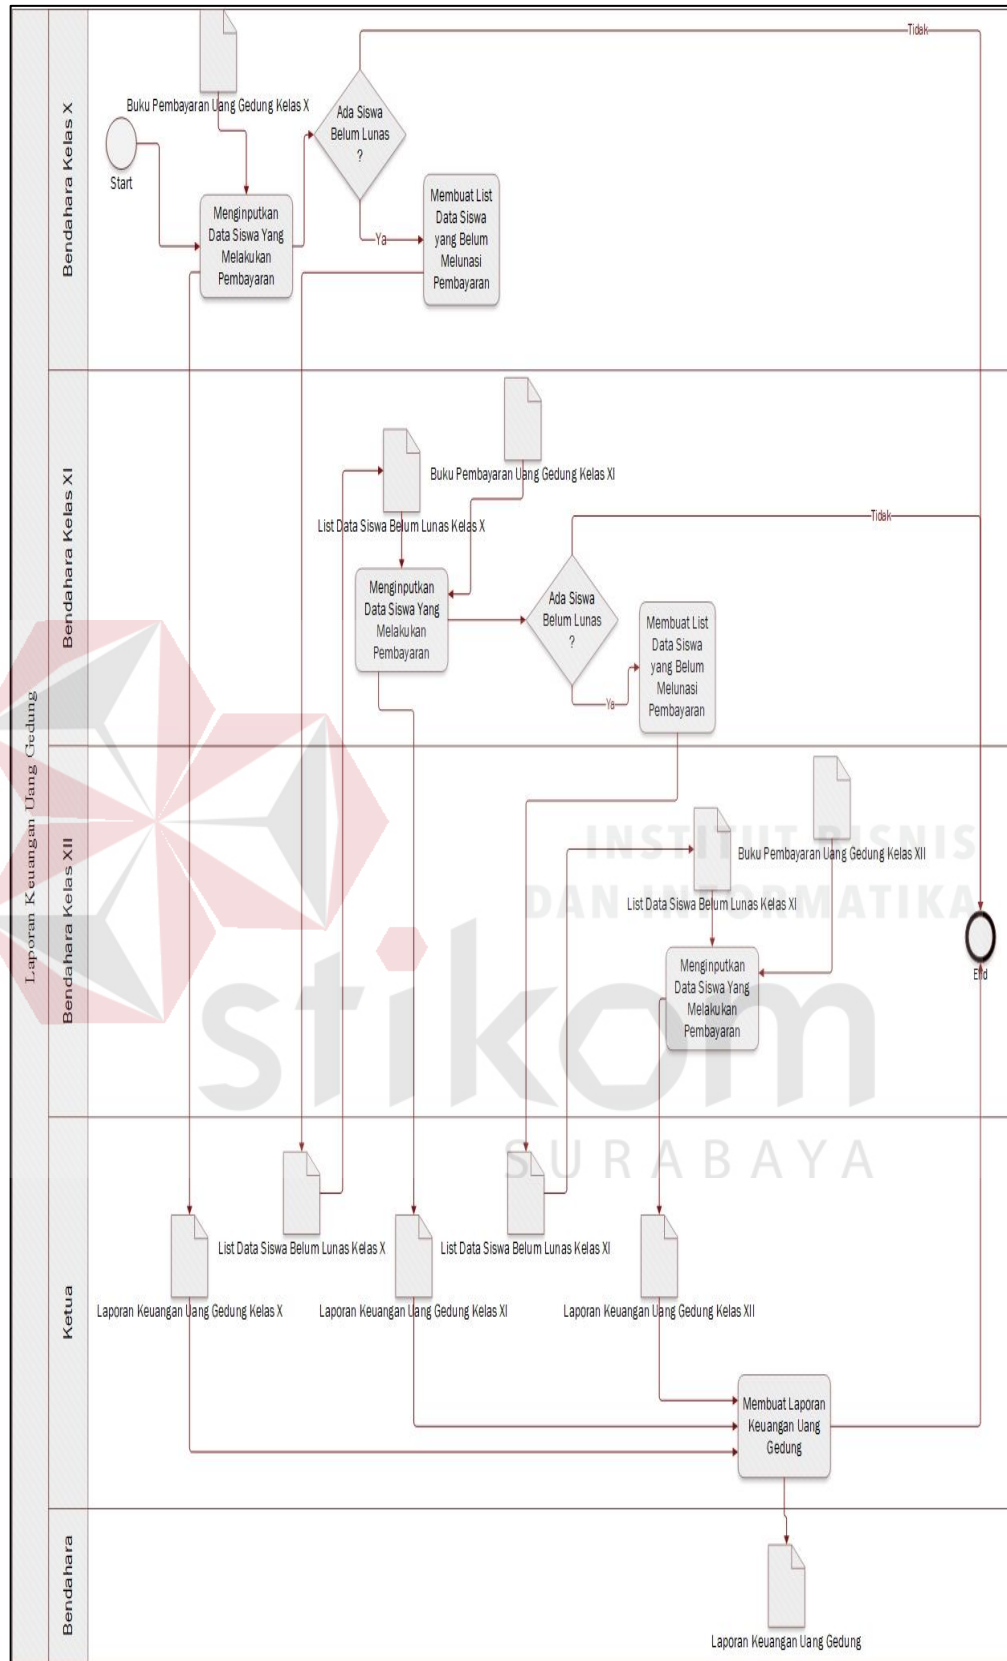 Laporan Keuangan Uang Gedung
Bendahara Kelas X
Buku Pembayaran Uang Gedung Kelas X
Start
Menginputkan
Data Siswa Yang
Melakukan
Pembayaran
Ada Siswa
Belum Lunas
?
Tidak
Ya
Membuat List
Data Siswa
yang Belum
Melunasi
Pembayaran
Bendahara Kelas XI
List Data Siswa Belum Lunas Kelas X
Buku Pembayaran Uang Gedung Kelas XI
Menginputkan
Data Siswa Yang
Melakukan
Pembayaran
Ada Siswa
Belum Lunas
?
Tidak
Ya
Membuat List
Data Siswa
yang Belum
Melunasi
Pembayaran
Bendahara Kelas XII
List Data Siswa Belum Lunas Kelas XI
Buku Pembayaran Uang Gedung Kelas XII
Menginputkan
Data Siswa Yang
Melakukan
Pembayaran
End
INSTITUT BISNIS
DAN INFORMATIKA
stikom
SURABAYA
Ketua
List Data Siswa Belum Lunas Kelas X
List Data Siswa Belum Lunas Kelas XI
Laporan Keuangan Uang Gedung Kelas X
Laporan Keuangan Uang Gedung Kelas XI
Laporan Keuangan Uang Gedung Kelas XII
Membuat Laporan
Keuangan Uang
Gedung
Bendahara
Laporan Keuangan Uang Gedung